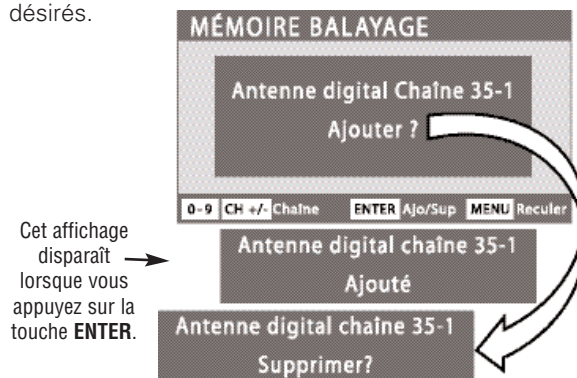 désirés.
MÉMOIRE BALAYAGE
Antenne digital Chaîne 35-1
Ajouter ?
0-9 CH +/- Chaîne ENTER Ajo/Sup MENU Reculer
Cet affichage
disparaît
lorsque vous
appuyez sur la
touche ENTER.
Antenne digital chaîne 35-1
Ajouté
Antenne digital chaîne 35-1
Supprimer?